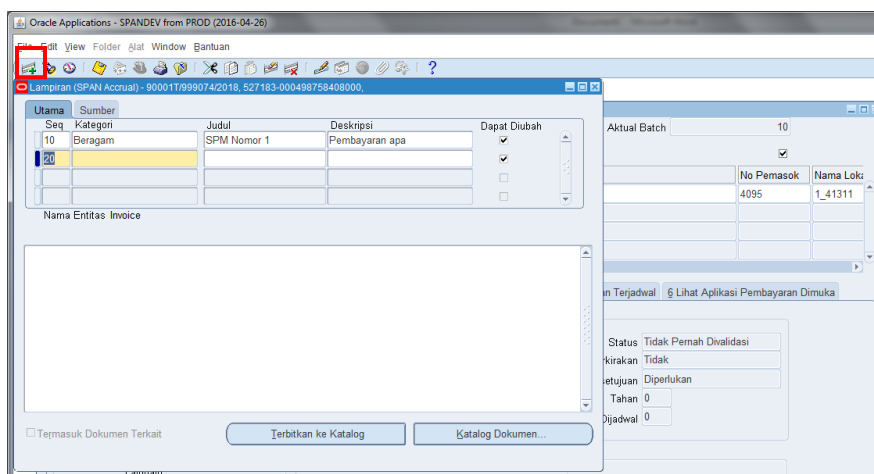 Oracle Applications - SPANDEV from PROD (2016-04-26)
File Edit View Folder Alat Window Bantuan
Lampiran (SPAN Accrual) - 90001T/999074/2018, 527183-000498758408000,
Utama Sumber
Seq Kategori Judul Deskripsi Dapat Diubah
10 Beragam SPM Nomor 1 Pembayaran apa
20
Nama Entitas Invoice
Termasuk Dokumen Terkait Terbitkan ke Katalog Katalog Dokumen...
Aktual Batch 10
No Pemasok Nama Loka
4095 1_41311
n Terjadwal 6 Lihat Aplikasi Pembayaran Dimuka
Status Tidak Pernah Divalidasi
rkirakan Tidak
setujuan Diperlukan
Tahan 0
Dijadwal 0